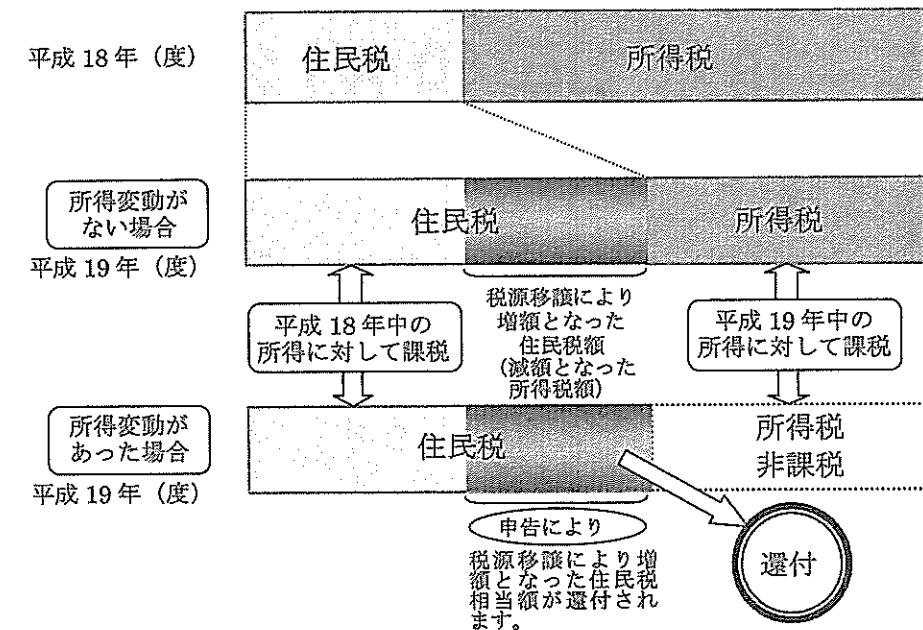 平成 18 年（度）
住民税
所得税
所得変動が
ない場合
平成 19 年（度）
住民税
所得税
平成 18 年中の
所得に対して課税
税源移譲により
増額となった
住民税額
（減額となった
所得税額）
平成 19 年中の
所得に対して課税
所得変動が
あった場合
平成 19 年（度）
住民税
所得税
非課税
申告により
税源移譲により増
額となった住民税
相当額が還付され
ます。
還付